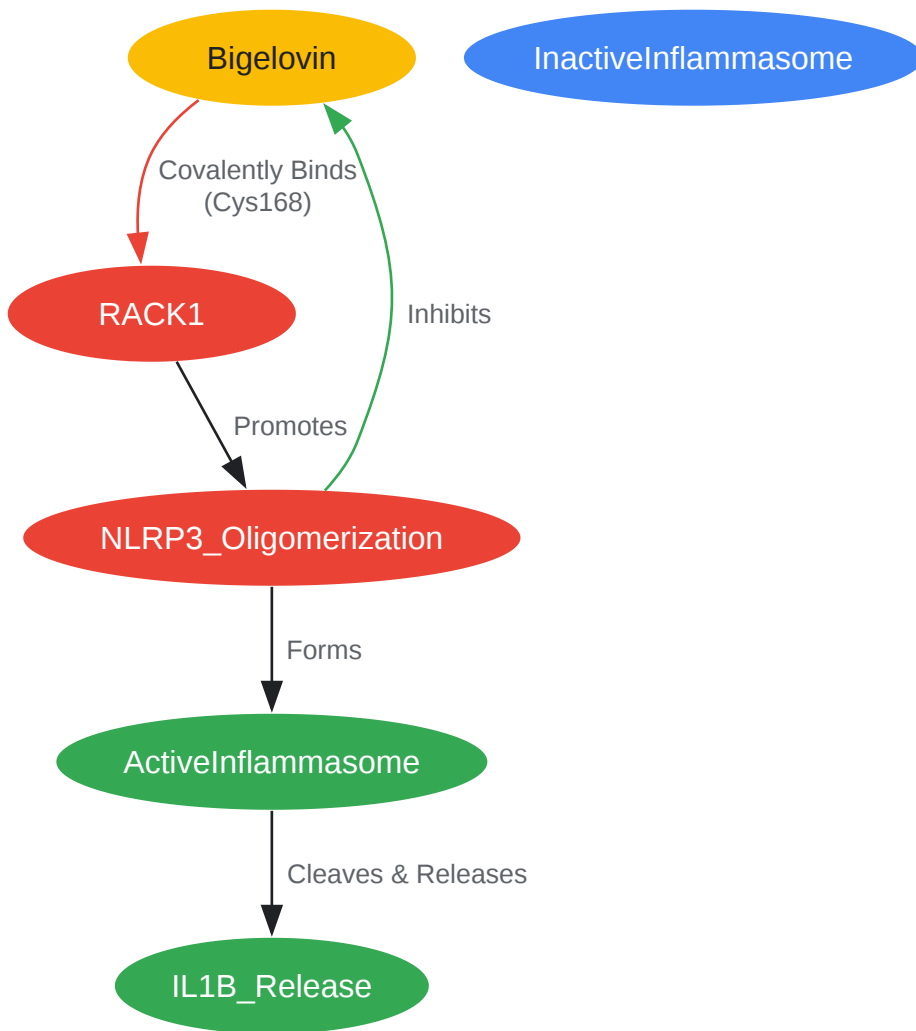 Bigelovin
InactiveInflammasome
Covalently Binds
(Cys168)
RACK1
Inhibits
Promotes
NLRP3_Oligomerization
Forms
ActiveInflammasome
Cleaves & Releases
IL1B_Release